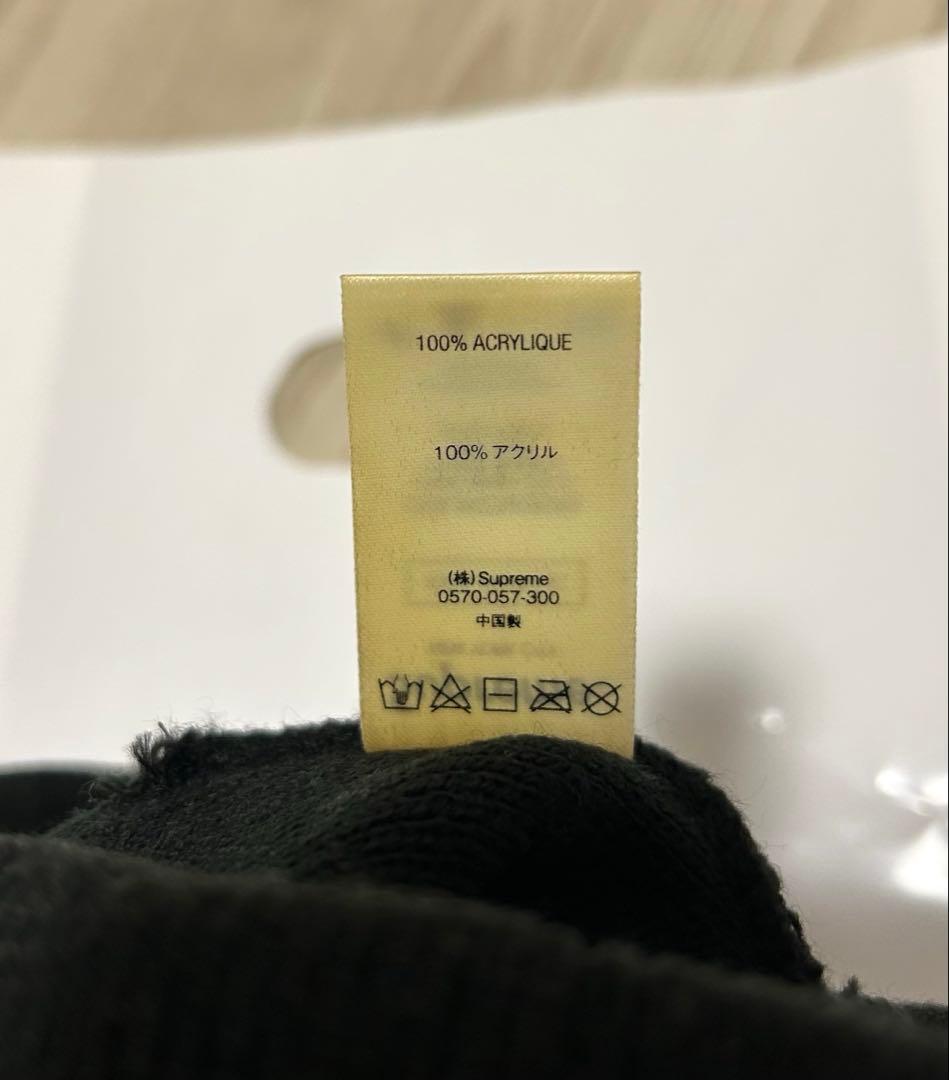 100% ACRYLIQUE
100% アクリル
(株) Supreme
0570-057-300
中国製